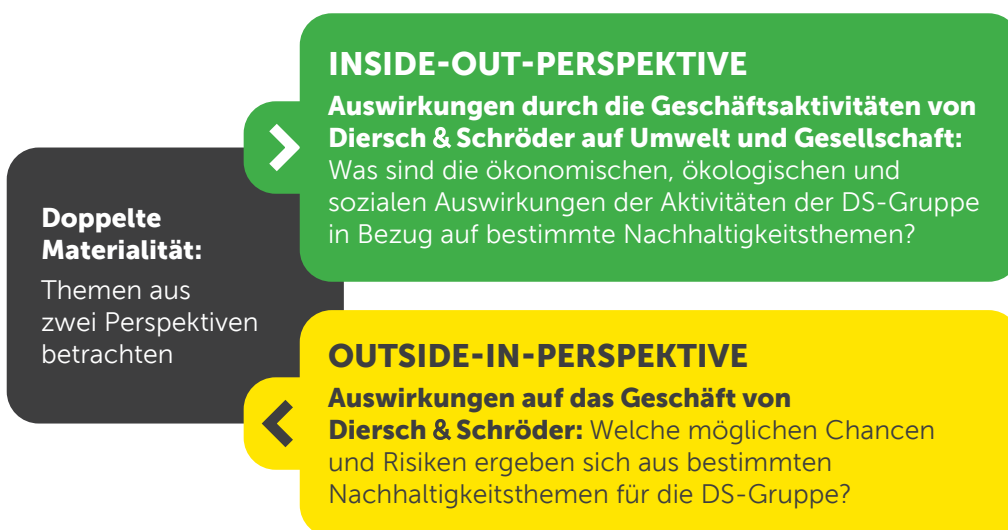 Doppelte
Materialität:
Themen aus
zwei Perspektiven
betrachten
INSIDE-OUT-PERSPEKTIVE
Auswirkungen durch die Geschäftsaktivitäten von
Diersch & Schröder auf Umwelt und Gesellschaft:
Was sind die ökonomischen, ökologischen und
sozialen Auswirkungen der Aktivitäten der DS-Gruppe
in Bezug auf bestimmte Nachhaltigkeitsthemen?
OUTSIDE-IN-PERSPEKTIVE
Auswirkungen auf das Geschäft von
Diersch & Schröder: Welche möglichen Chancen
und Risiken ergeben sich aus bestimmten
Nachhaltigkeitsthemen für die DS-Gruppe?